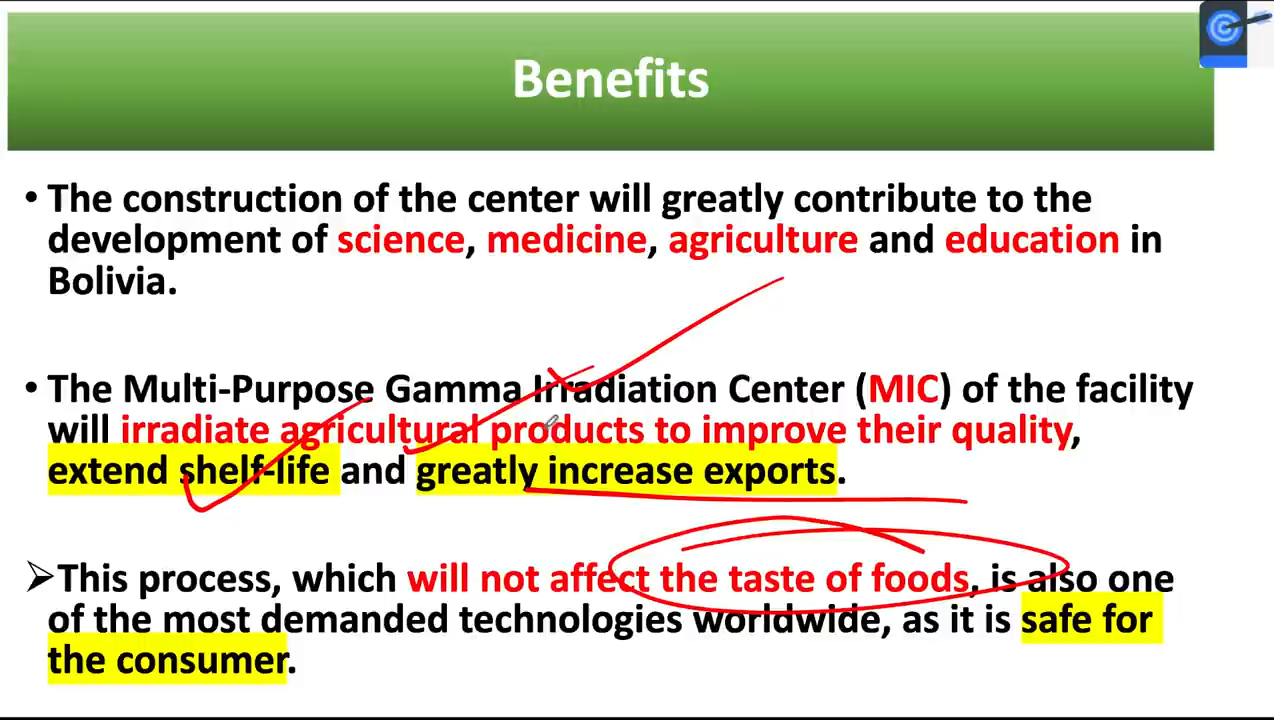 Benefits
• The construction of the center will greatly contribute to the
development of science, medicine, agriculture and education in
Bolivia.
• The Multi-Purpose Gamma Irradiation Center (MIC) of the facility
will irradiate agricultural products to improve their quality,
extend shelf-life and greatly increase exports.
➢This process, which will not affect the taste of foods, is also one
of the most demanded technologies worldwide, as it is safe for
the consumer.